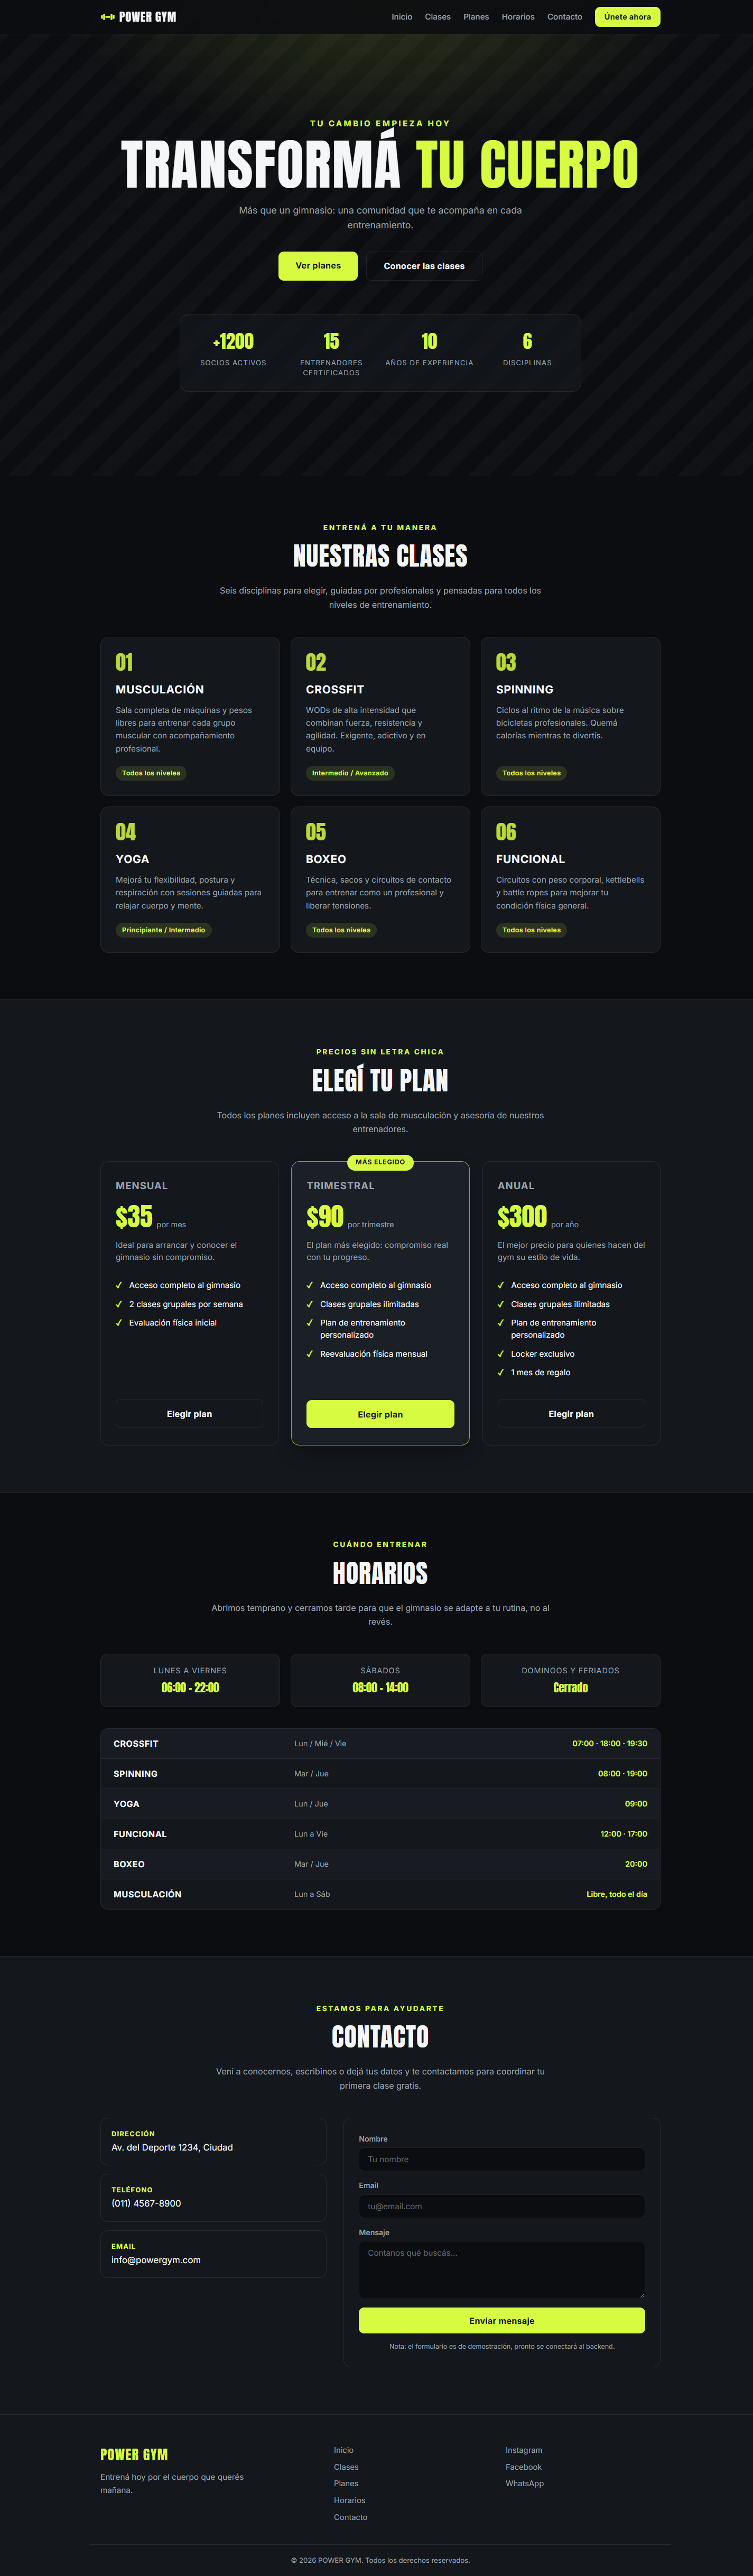 POWER GYM
Inicio Clases Planes Horarios Contacto Únete ahora
TU CAMBIO EMPIEZA HOY
TRANSFORMÁ TU CUERPO
Más que un gimnasio: una comunidad que te acompaña en cada
entrenamiento.
Ver planes Conocer las clases
+1200 15 10 6
SOCIOS ACTIVOS ENTRENADORES AÑOS DE EXPERIENCIA DISCIPLINAS
CERTIFICADOS
ENTRENÁ A TU MANERA
NUESTRAS CLASES
Seis disciplinas para elegir, guiadas por profesionales y pensadas para todos los
niveles de entrenamiento.
01
MUSCULACIÓN
Sala completa de máquinas y pesos
libres para entrenar cada grupo
muscular con acompañamiento
profesional.
Todos los niveles
02
CROSSFIT
WODs de alta intensidad que
combinan fuerza, resistencia y
agilidad. Exigente, adictivo y en
equipo.
Intermedio / Avanzado
03
SPINNING
Ciclos al ritmo de la música sobre
bicicletas profesionales. Quemá
calorías mientras te divertís.
Todos los niveles
04
YOGA
Mejorá tu flexibilidad, postura y
respiración con sesiones guiadas para
relajar cuerpo y mente.
Principiante / Intermedio
05
BOXEO
Técnica, sacos y circuitos de contacto
para entrenar como un profesional y
liberar tensiones.
Todos los niveles
06
FUNCIONAL
Circuitos con peso corporal, kettlebells
y battle ropes para mejorar tu
condición física general.
Todos los niveles
PRECIOS SIN LETRA CHICA
ELEGÍ TU PLAN
Todos los planes incluyen acceso a la sala de musculación y asesoría de nuestros
entrenadores.
MENSUAL
$35 por mes
Ideal para arrancar y conocer el
gimnasio sin compromiso.
✓ Acceso completo al gimnasio
✓ 2 clases grupales por semana
✓ Evaluación física inicial
Elegir plan
MÁS ELEGIDO
TRIMESTRAL
$90 por trimestre
El plan más elegido: compromiso real
con tu progreso.
✓ Acceso completo al gimnasio
✓ Clases grupales ilimitadas
✓ Plan de entrenamiento
personalizado
✓ Reevaluación física mensual
Elegir plan
ANUAL
$300 por año
El mejor precio para quienes hacen del
gym su estilo de vida.
✓ Acceso completo al gimnasio
✓ Clases grupales ilimitadas
✓ Plan de entrenamiento
personalizado
✓ Locker exclusivo
✓ 1 mes de regalo
Elegir plan
CUÁNDO ENTRENAR
HORARIOS
Abrimos temprano y cerramos tarde para que el gimnasio se adapte a tu rutina, no al
revés.
LUNES A VIERNES
06:00 - 22:00
SÁBADOS
08:00 - 14:00
DOMINGOS Y FERIADOS
Cerrado
CROSSFIT Lun / Mié / Vie 07:00 · 18:00 · 19:30
SPINNING Mar / Jue 08:00 · 19:00
YOGA Lun / Jue 09:00
FUNCIONAL Lun a Vie 12:00 · 17:00
BOXEO Mar / Jue 20:00
MUSCULACIÓN Lun a Sáb Libre, todo el día
ESTAMOS PARA AYUDARTE
CONTACTO
Vení a conocernos, escribinos o dejá tus datos y te contactamos para coordinar tu
primera clase gratis.
DIRECCIÓN
Av. del Deporte 1234, Ciudad
TELÉFONO
(011) 4567-8900
EMAIL
info@powergym.com
Nombre
Tu nombre
Email
tu@email.com
Mensaje
Contanos qué buscás...
Enviar mensaje
Nota: el formulario es de demostración, pronto se conectará al backend.
POWER GYM
Entrená hoy por el cuerpo que querés
mañana.
Inicio
Clases
Planes
Horarios
Contacto
Instagram
Facebook
WhatsApp
© 2026 POWER GYM. Todos los derechos reservados.